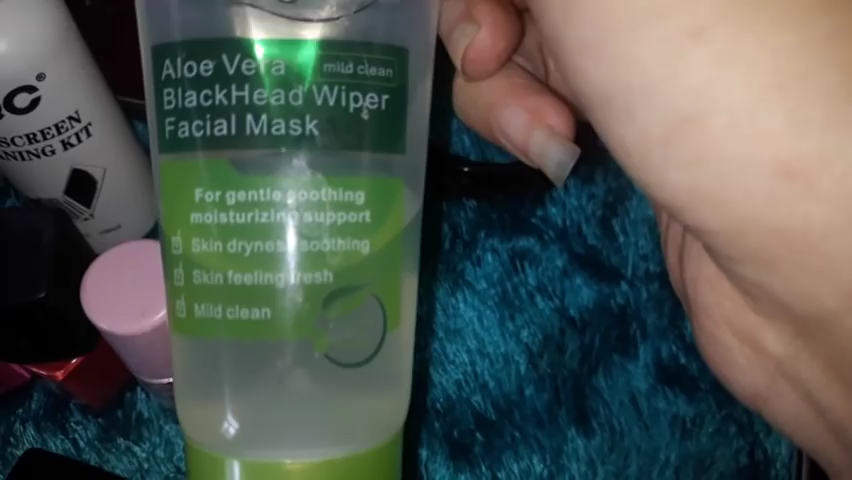 Aloe Vera
mild clean
BlackHead Wiper
Facial Mask
For gentle soothing
moisturizing support
Skin dryness soothing
Skin feeling fresh
Mild clean
SCREEN
NING KIT